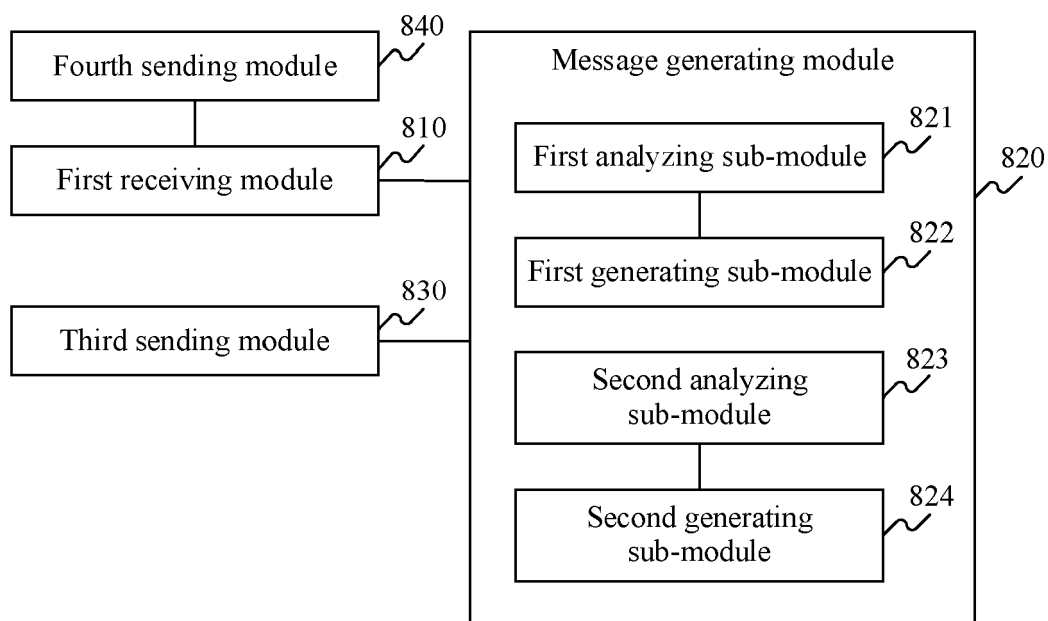 840
Fourth sending module
810
First receiving module
830
Third sending module
Message generating module
820
821
First analyzing sub-module
822
First generating sub-module
823
Second analyzing
sub-module
824
Second generating
sub-module